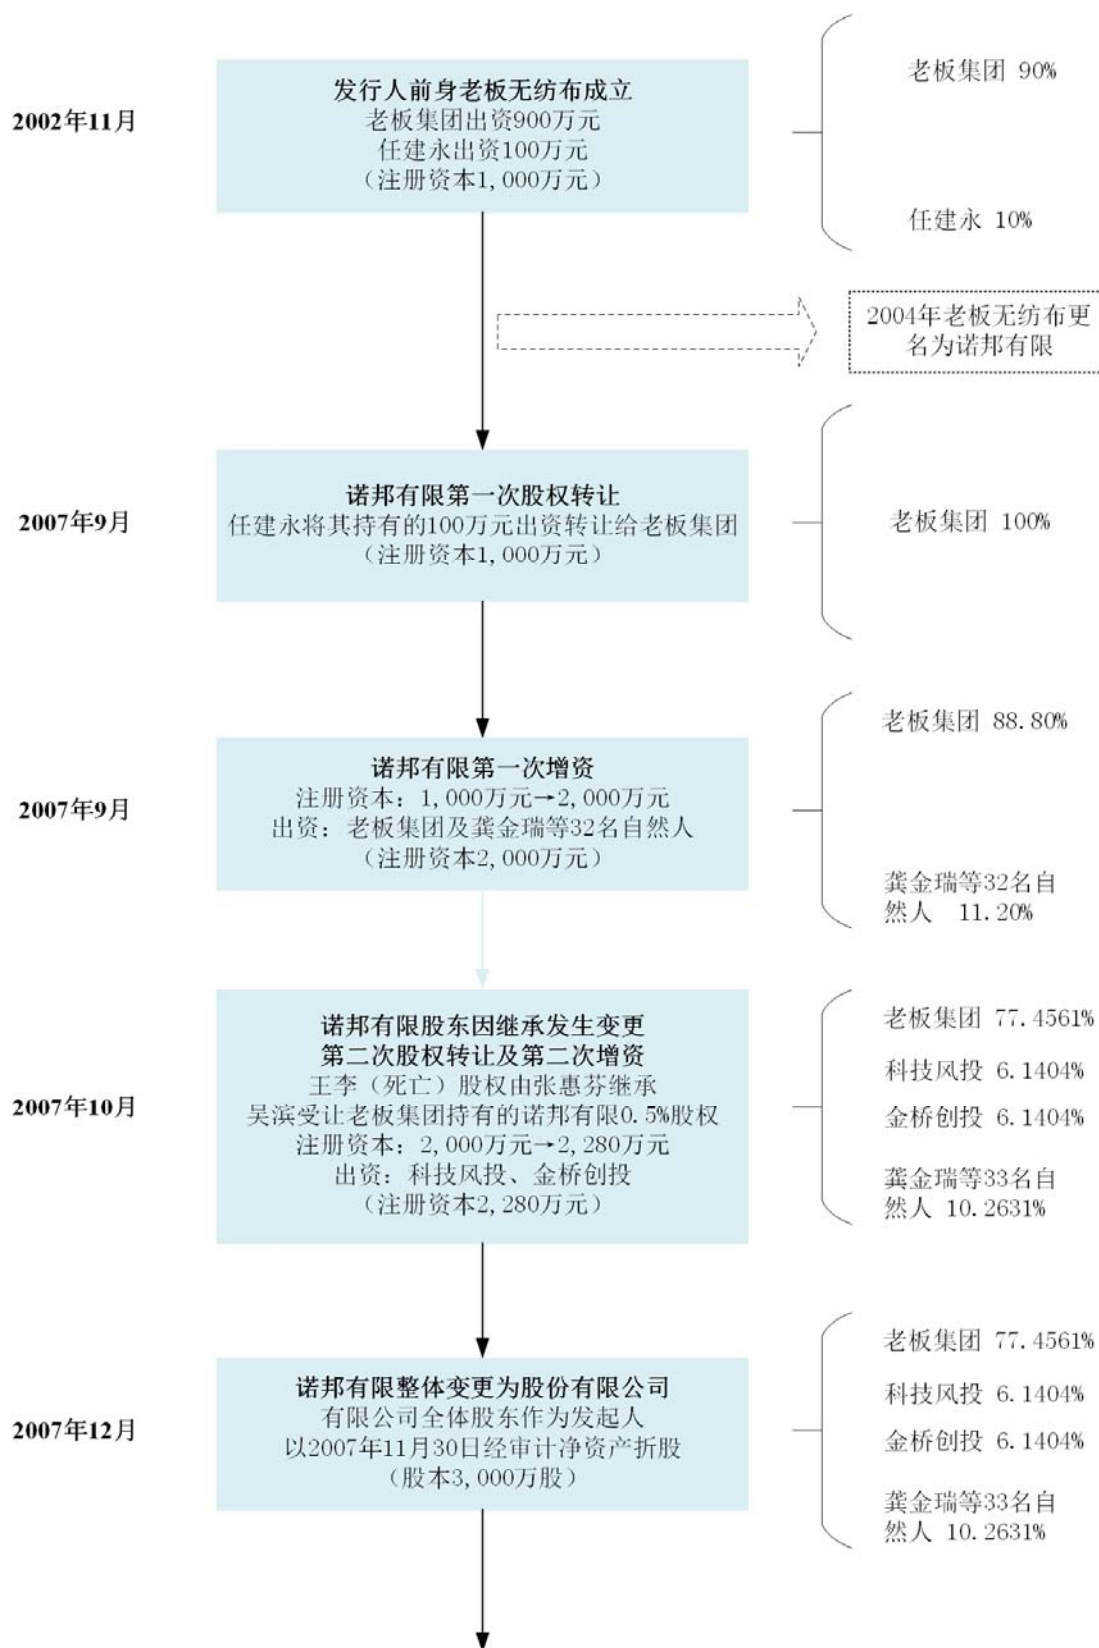 2002年11月
发行人前身老板无纺布成立
老板集团出资900万元
任建永出资100万元
（注册资本1,000万元）
老板集团 90%
任建永 10%
2004年老板无纺布更
名为诺邦有限
2007年9月
诺邦有限第一次股权转让
任建永将其持有的100万元出资转让给老板集团
（注册资本1,000万元）
老板集团 100%
2007年9月
诺邦有限第一次增资
注册资本：1,000万元→2,000万元
出资：老板集团及龚金瑞等32名自然人
（注册资本2,000万元）
老板集团 88.80%
龚金瑞等32名自
然人 11.20%
2007年10月
诺邦有限股东因继承发生变更
第二次股权转让及第二次增资
王李（死亡）股权由张惠芬继承
吴滨受让老板集团持有的诺邦有限0.5%股权
注册资本：2,000万元→2,280万元
出资：科技风投、金桥创投
（注册资本2,280万元）
老板集团 77.4561%
科技风投 6.1404%
金桥创投 6.1404%
龚金瑞等33名自
然人 10.2631%
2007年12月
诺邦有限整体变更为股份有限公司
有限公司全体股东作为发起人
以2007年11月30日经审计净资产折股
（股本3,000万股）
老板集团 77.4561%
科技风投 6.1404%
金桥创投 6.1404%
龚金瑞等33名自
然人 10.2631%